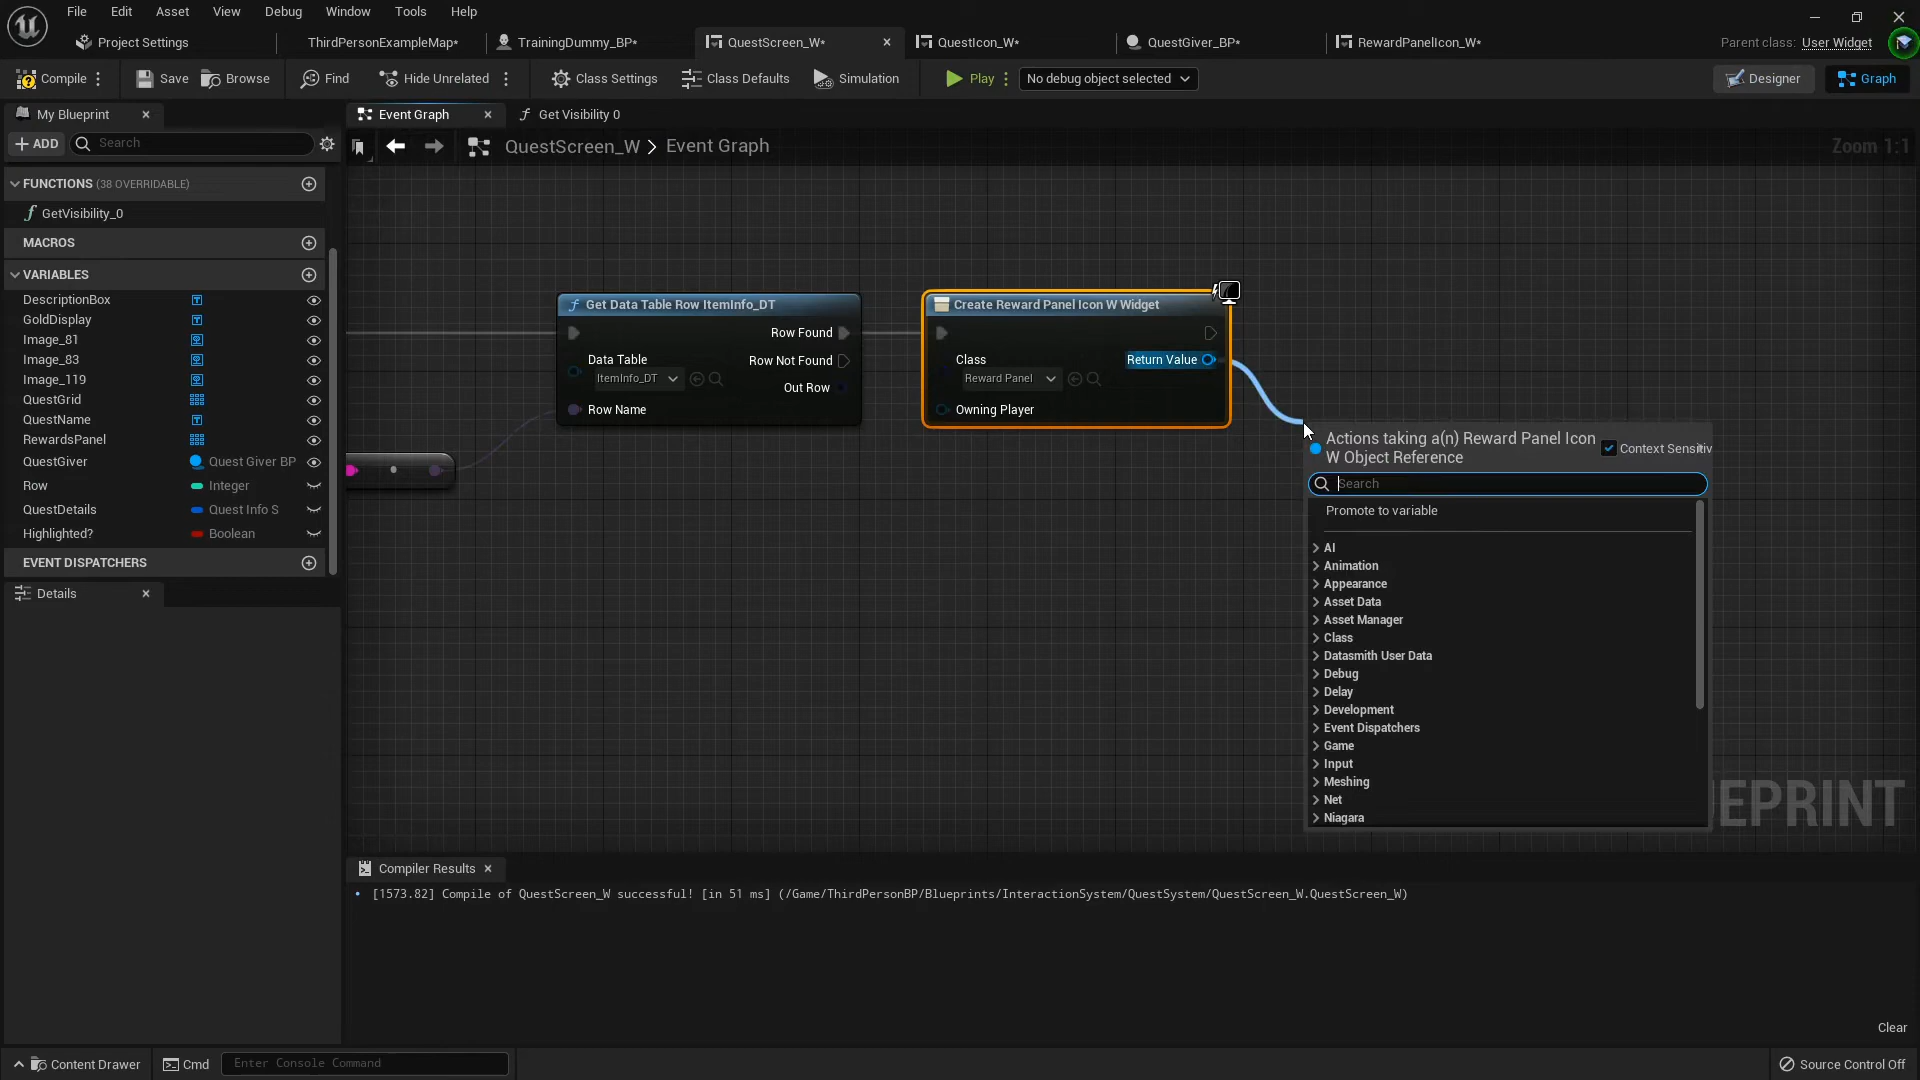 File Edit Asset View Debug Window Tools Help
Project Settings
ThirdPersonExampleMap*
TrainingDummy_BP*
QuestScreen_W*
QuestIcon_W*
QuestGiver_BP*
RewardPanelIcon_W*
Parent class: User Widget
Compile
Save
Browse
Find
Hide Unrelated
Class Settings
Class Defaults
Simulation
Play
No debug object selected
Designer
Graph
My Blueprint
Event Graph
Get Visibility 0
ADD
Search
QuestScreen_W > Event Graph
Zoom 1:1
FUNCTIONS (38 OVERRIDABLE)
GetVisibility_0
MACROS
VARIABLES
DescriptionBox
GoldDisplay
Image_81
Image_83
Image_119
QuestGrid
QuestName
RewardsPanel
QuestGiver Quest Giver BP
Row Integer
QuestDetails Quest Info S
Highlighted? Boolean
EVENT DISPATCHERS
Details
Get Data Table Row ItemInfo_DT
Row Found
Data Table
Row Not Found
ItemInfo_DT
Out Row
Row Name
Create Reward Panel Icon W Widget
Class
Return Value
Reward Panel
Owning Player
Actions taking a(n) Reward Panel Icon
W Object Reference
Context Sensitiv
Search
Promote to variable
AI
Animation
Appearance
Asset Data
Asset Manager
Class
Datasmith User Data
Debug
Delay
Development
Event Dispatchers
Game
Input
Meshing
Net
Niagara
EPRINT
Compiler Results
[1573.82] Compile of QuestScreen_W successful! [in 51 ms] (/Game/ThirdPersonBP/Blueprints/InteractionSystem/QuestSystem/QuestScreen_W.QuestScreen_W)
Clear
Content Drawer
Cmd
Enter Console Command
Source Control Off